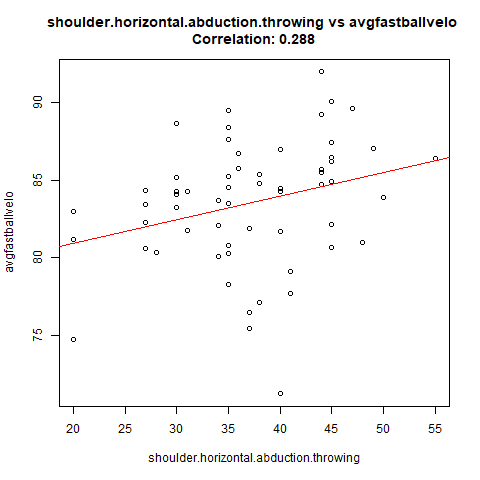 shoulder.horizontal.abduction.throwing vs avgfastballvelo
Correlation: 0.288
avgfastballvelo
90
85
80
75
20 25 30 35 40 45 50 55
shoulder.horizontal.abduction.throwing